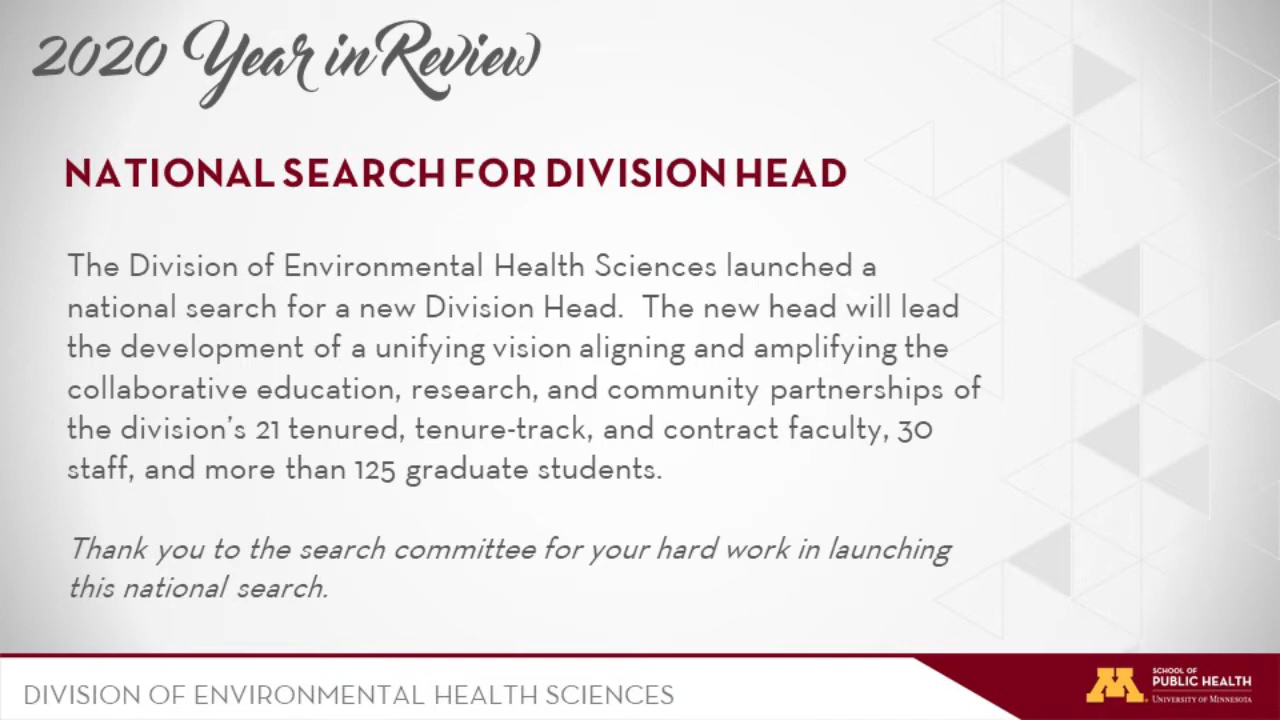 2020 Year in Review
NATIONAL SEARCH FOR DIVISION HEAD
The Division of Environmental Health Sciences launched a
national search for a new Division Head.  The new head will lead
the development of a unifying vision aligning and amplifying the
collaborative education, research, and community partnerships of
the division's 21 tenured, tenure-track, and contract faculty, 30
staff, and more than 125 graduate students.
Thank you to the search committee for your hard work in launching
this national search.
DIVISION OF ENVIRONMENTAL HEALTH SCIENCES
M
SCHOOL OF
PUBLIC HEALTH
UNIVERSITY OF MINNESOTA